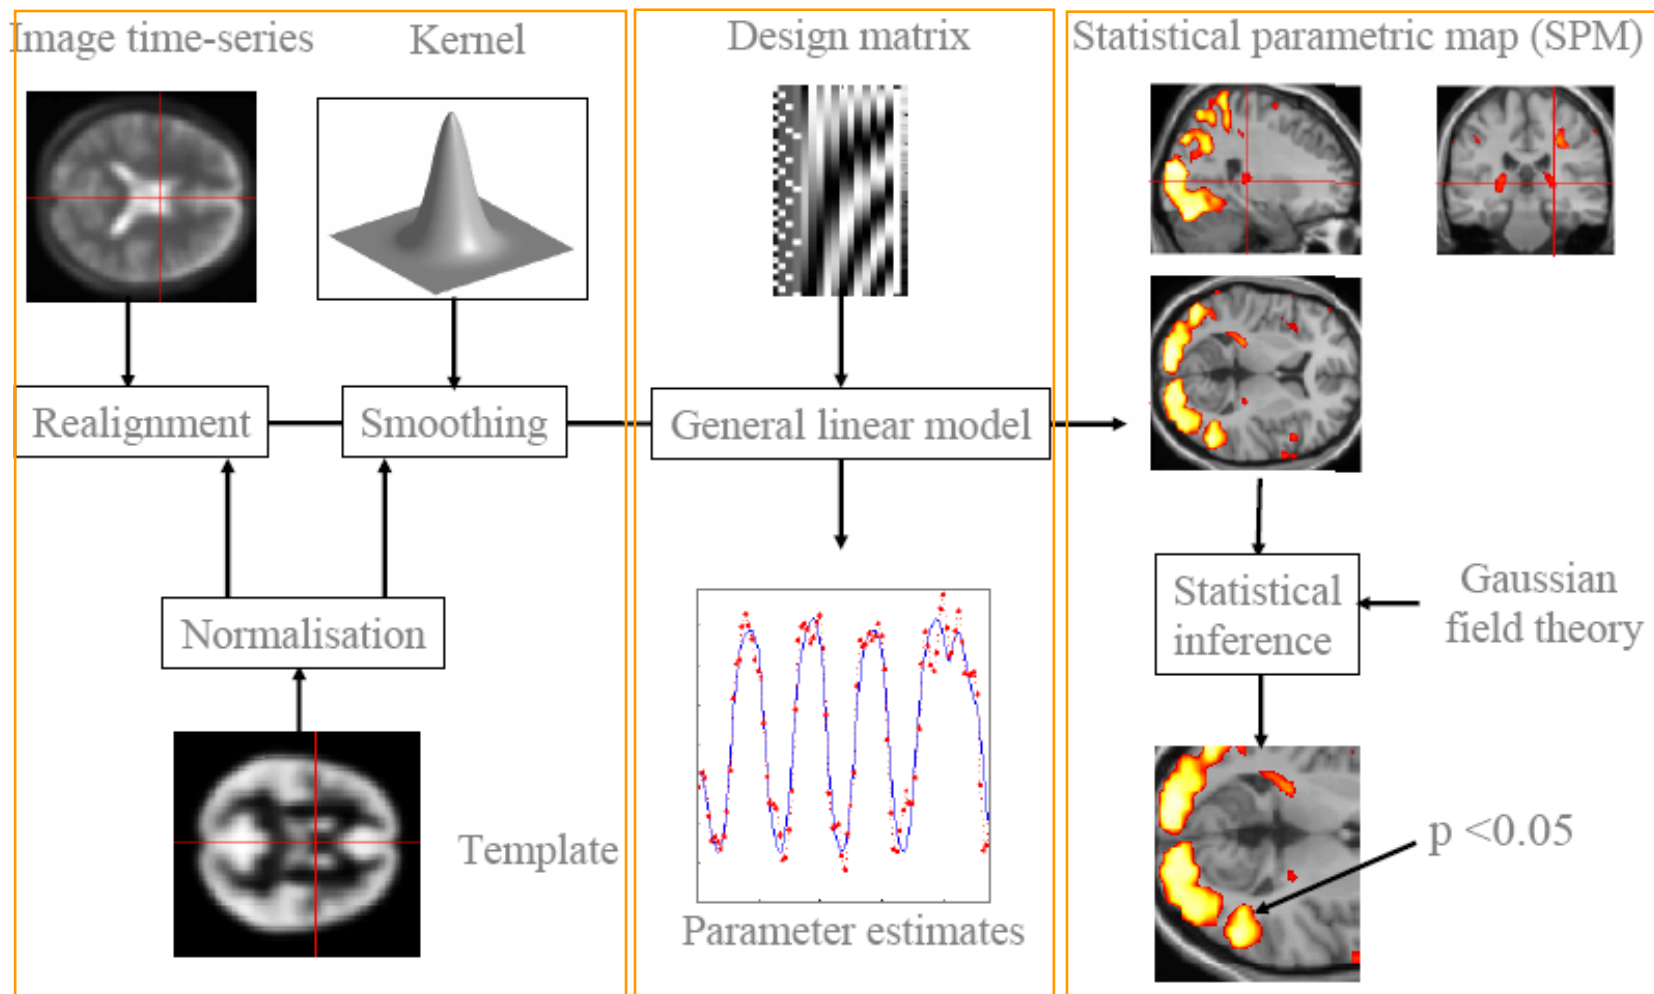 Image time-series
Kernel
Design matrix
Statistical parametric map (SPM)
Realignment
Smoothing
General linear model
Normalisation
Statistical
inference
Gaussian
field theory
Template
Parameter estimates
p <0.05